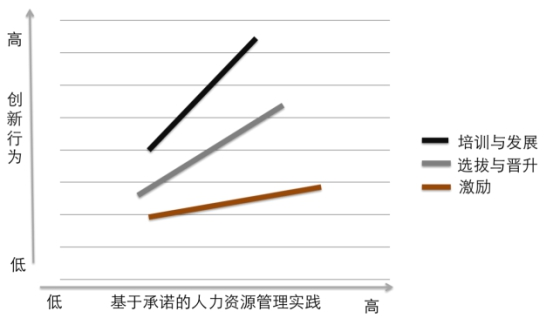 高
创新行为
低
低
基于承诺的人力资源管理实践
高
培训与发展
选拔与晋升
激励